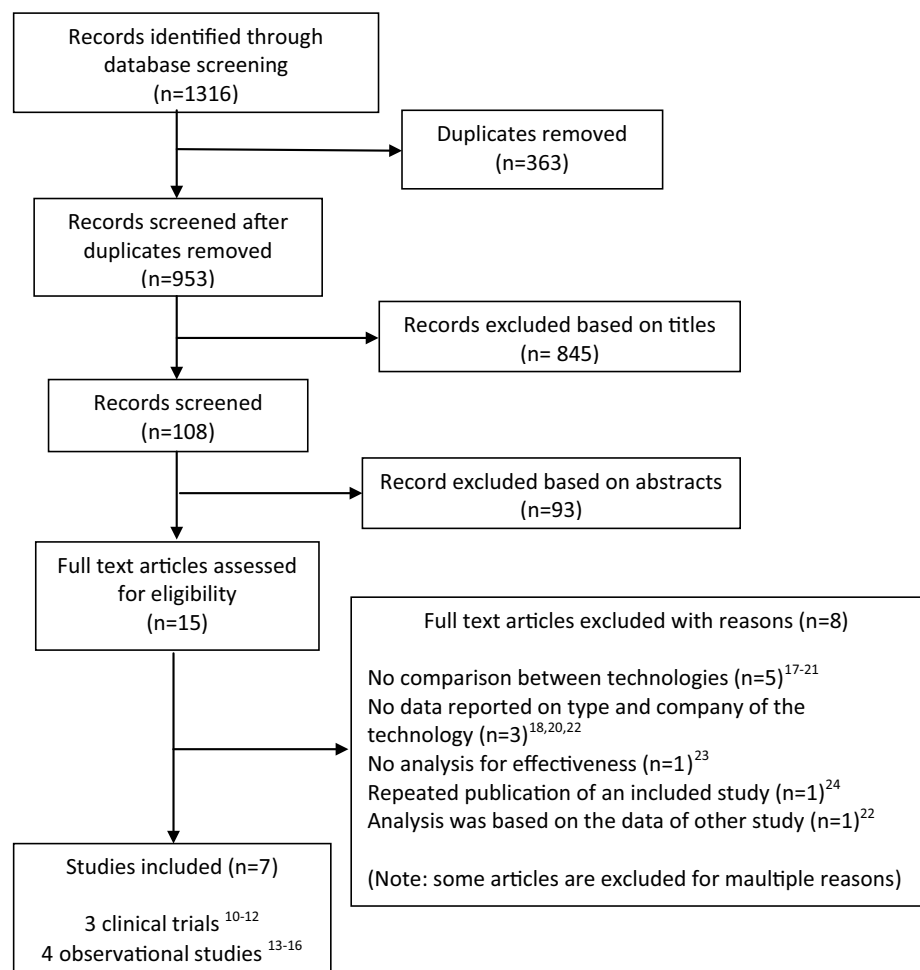 Records identified through
database screening
(n=1316)
Duplicates removed
(n=363)
Records screened after
duplicates removed
(n=953)
Records excluded based on titles
(n= 845)
Records screened
(n=108)
Record excluded based on abstracts
(n=93)
Full text articles assessed
for eligibility
(n=15)
Full text articles excluded with reasons (n=8)
No comparison between technologies (n=5)17-21
No data reported on type and company of the
technology (n=3)18,20,22
No analysis for effectiveness (n=1)23
Repeated publication of an included study (n=1)24
Analysis was based on the data of other study (n=1)22
(Note: some articles are excluded for maultiple reasons)
Studies included (n=7)
3 clinical trials 10-12
4 observational studies 13-16